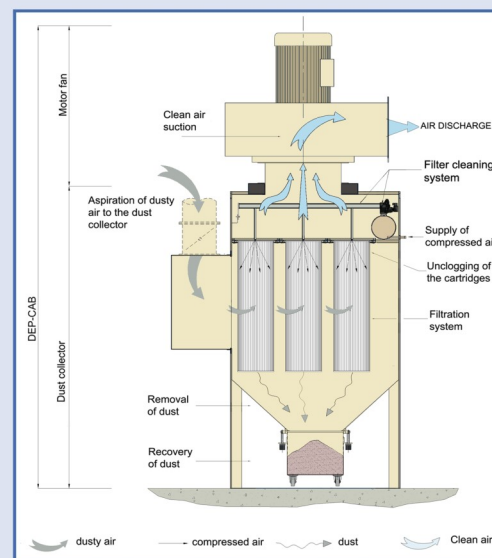 Motor fan
Clean air
suction
AIR DISCHARGE
Filter cleaning
system
Aspiration of dusty
air to the dust
collector
Supply of
compressed air
Unclogging of
the cartridges
DEP-CAB
Dust collector
Filtration
system
Removal
of dust
Recovery
of dust
dusty air
compressed air
dust
Clean air